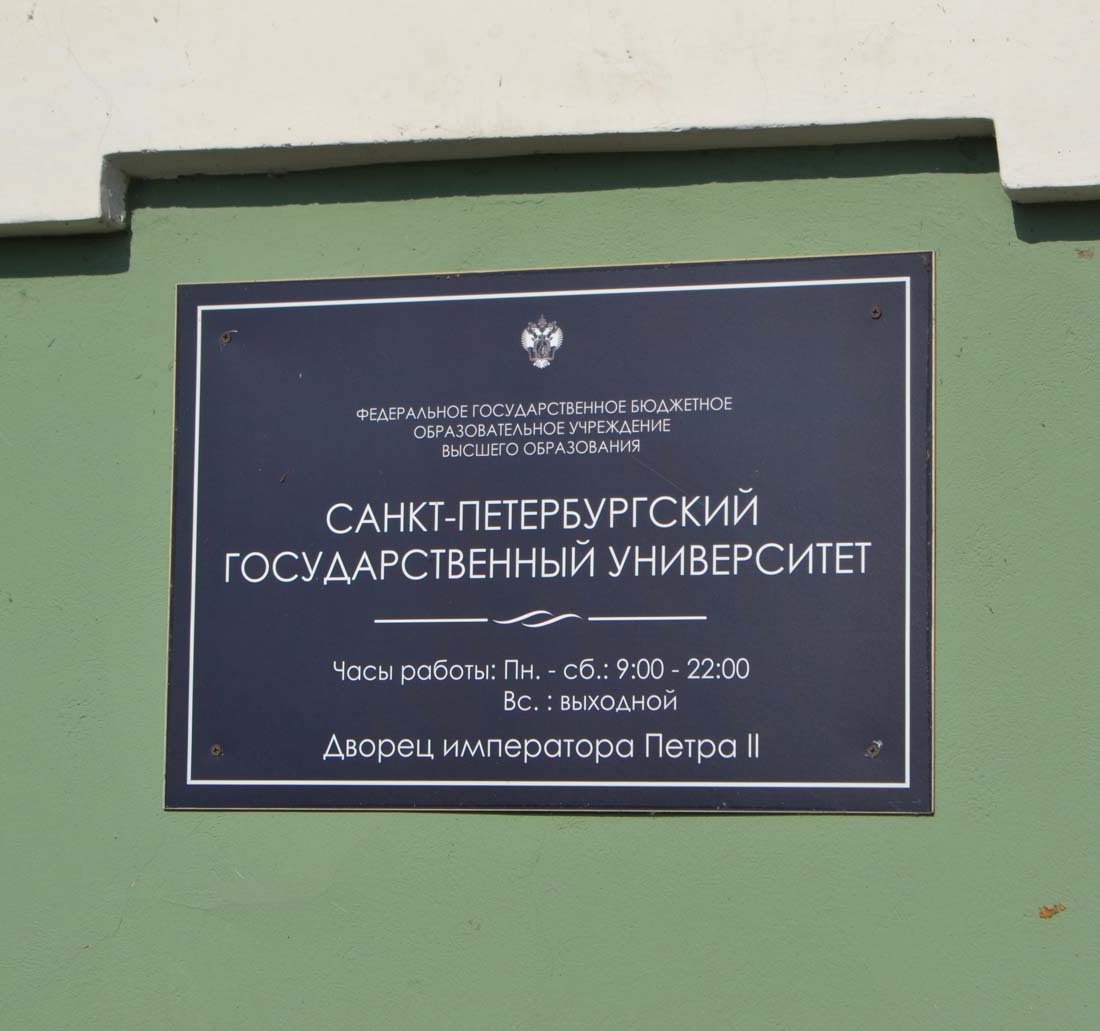 ФЕДЕРАЛЬНОЕ ГОСУДАРСТВЕННОЕ БЮДЖЕТНОЕ
ОБРАЗОВАТЕЛЬНОЕ УЧРЕЖДЕНИЕ
ВЫСШЕГО ОБРАЗОВАНИЯ
САНКТ-ПЕТЕРБУРГСКИЙ
ГОСУДАРСТВЕННЫЙ УНИВЕРСИТЕТ
Часы работы: Пн. - сб.: 9:00 - 22:00
Вс. : выходной
Дворец императора Петра II